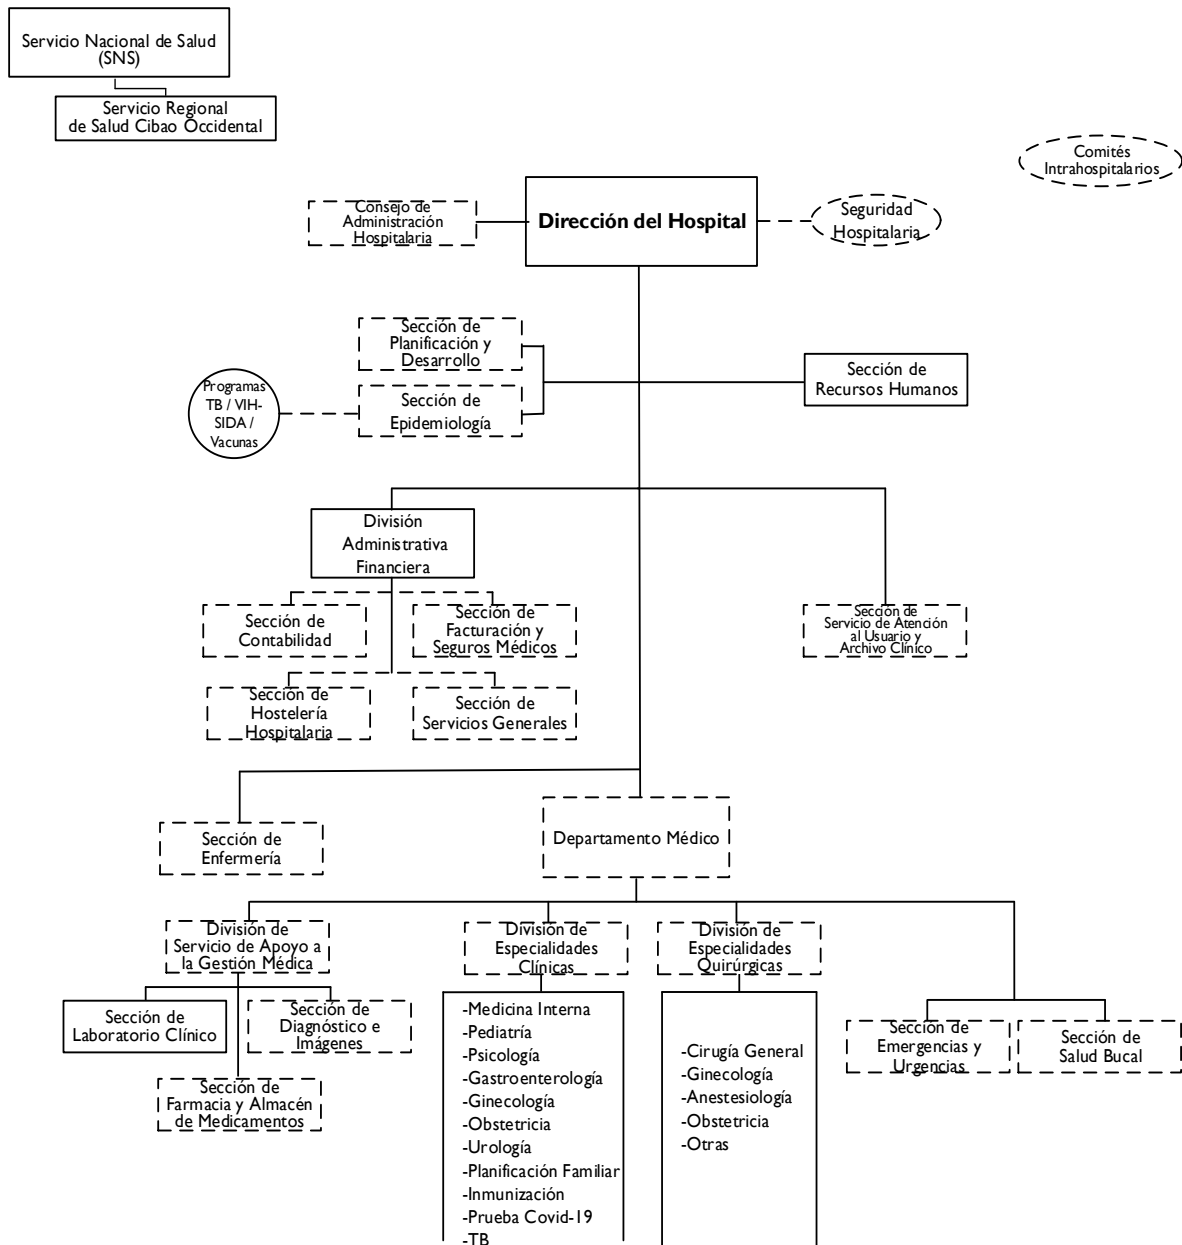 Servicio Nacional de Salud
(SNS)
Servicio Regional
de Salud Cibao Occidental
Comités
Intrahospitalarios
Consejo de
Administración
Hospitalaria
Dirección del Hospital
Seguridad
Hospitalaria
Sección de
Planificación y
Desarrollo
Sección de
Recursos Humanos
Programas
TB / VIH-
SIDA /
Vacunas
Sección de
Epidemiología
División
Administrativa
Financiera
Sección de
Contabilidad
Sección de
Facturación y
Seguros Médicos
Sección de
Servicio de Atención
al Usuario y
Archivo Clínico
Sección de
Hostelería
Hospitalaria
Sección de
Servicios Generales
Sección de
Enfermería
Departamento Médico
División de
Servicio de Apoyo a
la Gestión Médica
División de
Especialidades
Clínicas
División de
Especialidades
Quirúrgicas
Sección de
Laboratorio Clínico
Sección de
Diagnóstico e
Imágenes
Sección de
Farmacia y Almacén
de Medicamentos
-Medicina Interna
-Pediatría
-Psicología
-Gastroenterología
-Ginecología
-Obstetricia
-Urología
-Planificación Familiar
-Inmunización
-Prueba Covid-19
-TB
-Cirugía General
-Ginecología
-Anestesiología
-Obstetricia
-Otras
Sección de
Emergencias y
Urgencias
Sección de
Salud Bucal